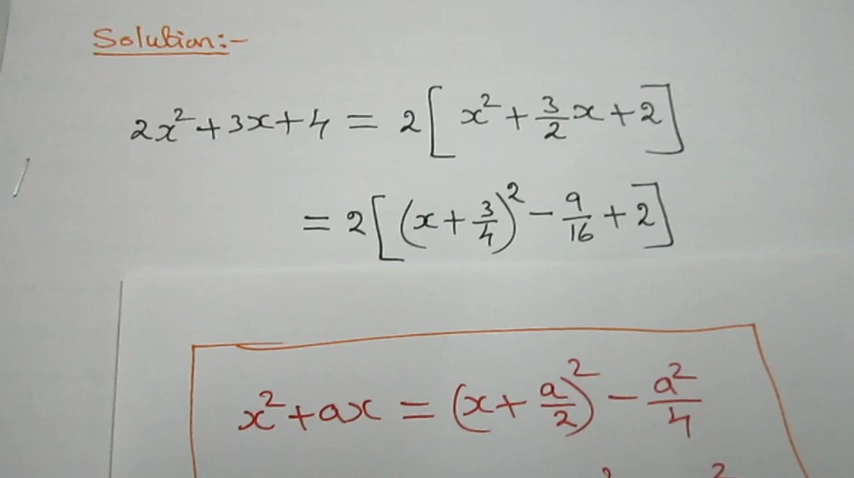 Solution:-
2x² + 3x + 4 = 2[x² + 3/2 x + 2]
= 2[(x + 3/4)² - 9/16 + 2]
x² + ax = (x + a/2)² - a²/4